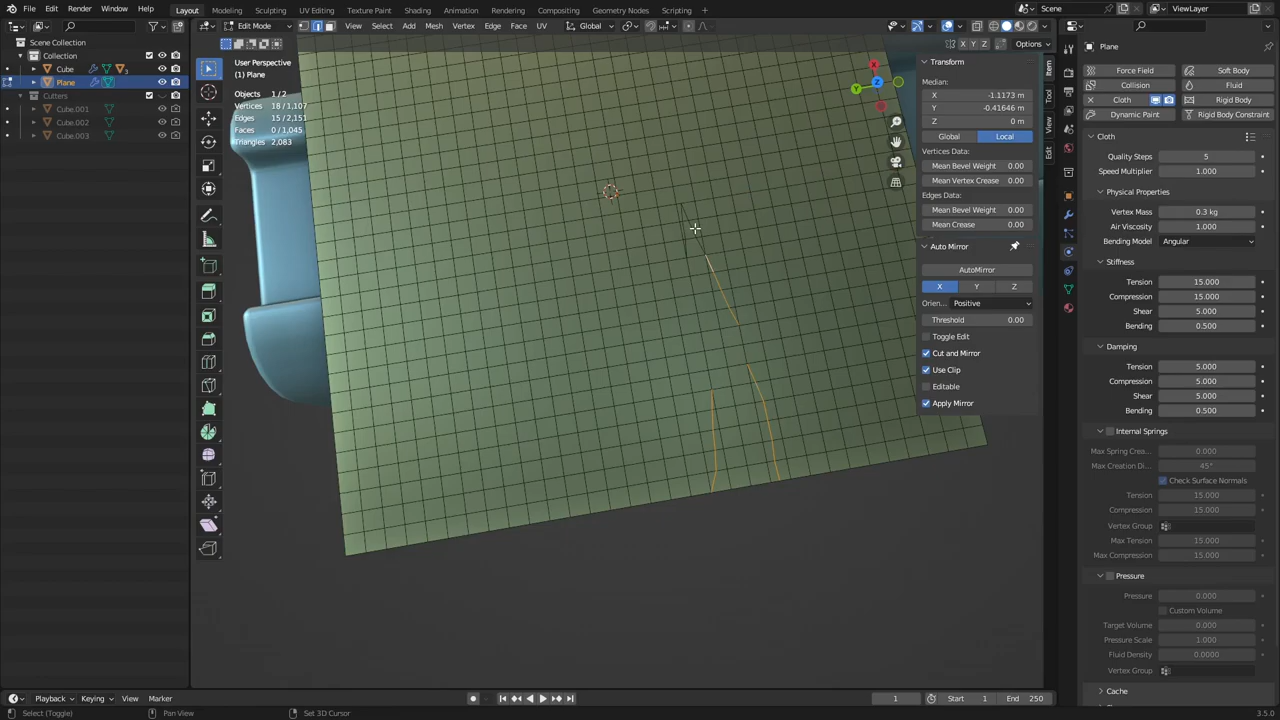 File Edit Render Window Help
Layout Modeling Sculpting UV Editing Texture Paint Shading Animation Rendering Compositing Geometry Nodes Scripting
Scene
ViewLayer
Edit Mode
View Select Add Mesh Vertex Edge Face UV
Global
X Y Z
Options
Scene Collection
Collection
Cube
3
Plane
Cutters
Cube.001
Cube.002
Cube.003
User Perspective
(1) Plane
Objects 1/2
Vertices 18 / 1,107
Edges 15 / 2,151
Faces 0 / 1,045
Triangles 2,083
X
Y
Z
Transform
Median:
X -1.1173 m
Y -0.41646 m
Z 0 m
Global Local
Vertices Data:
Mean Bevel Weight 0.00
Mean Vertex Crease 0.00
Edges Data:
Mean Bevel Weight 0.00
Mean Crease 0.00
Auto Mirror
AutoMirror
X Y Z
Orien... Positive
Threshold 0.00
Toggle Edit
Cut and Mirror
Use Clip
Editable
Apply Mirror
Item
Tool
View
Edit
Plane
Force Field Soft Body
Collision Fluid
Cloth Rigid Body
Dynamic Paint Rigid Body Constraint
Cloth
Quality Steps 5
Speed Multiplier 1.000
Physical Properties
Vertex Mass 0.3 kg
Air Viscosity 1.000
Bending Model Angular
Stiffness
Tension 15.000
Compression 15.000
Shear 5.000
Bending 0.500
Damping
Tension 5.000
Compression 5.000
Shear 5.000
Bending 0.500
Internal Springs
Max Spring Crea... 0.000
Max Creation Di... 45°
Check Surface Normals
Tension 15.000
Compression 15.000
Vertex Group
Max Tension 15.000
Max Compression 15.000
Pressure
Pressure 0.000
Custom Volume
Target Volume 0.000
Pressure Scale 1.000
Fluid Density 0.0000
Vertex Group
Cache
Playback Keying View Marker
1
Start 1 End 250
Select (Toggle) Pan View Set 3D Cursor
3.5.0